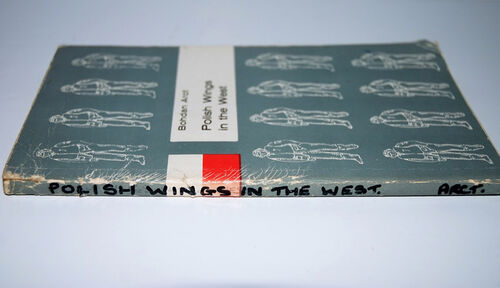 Bohdan Arct
Polish Wings
in the West
POLISH WINGS IN THE WEST. ARCT.